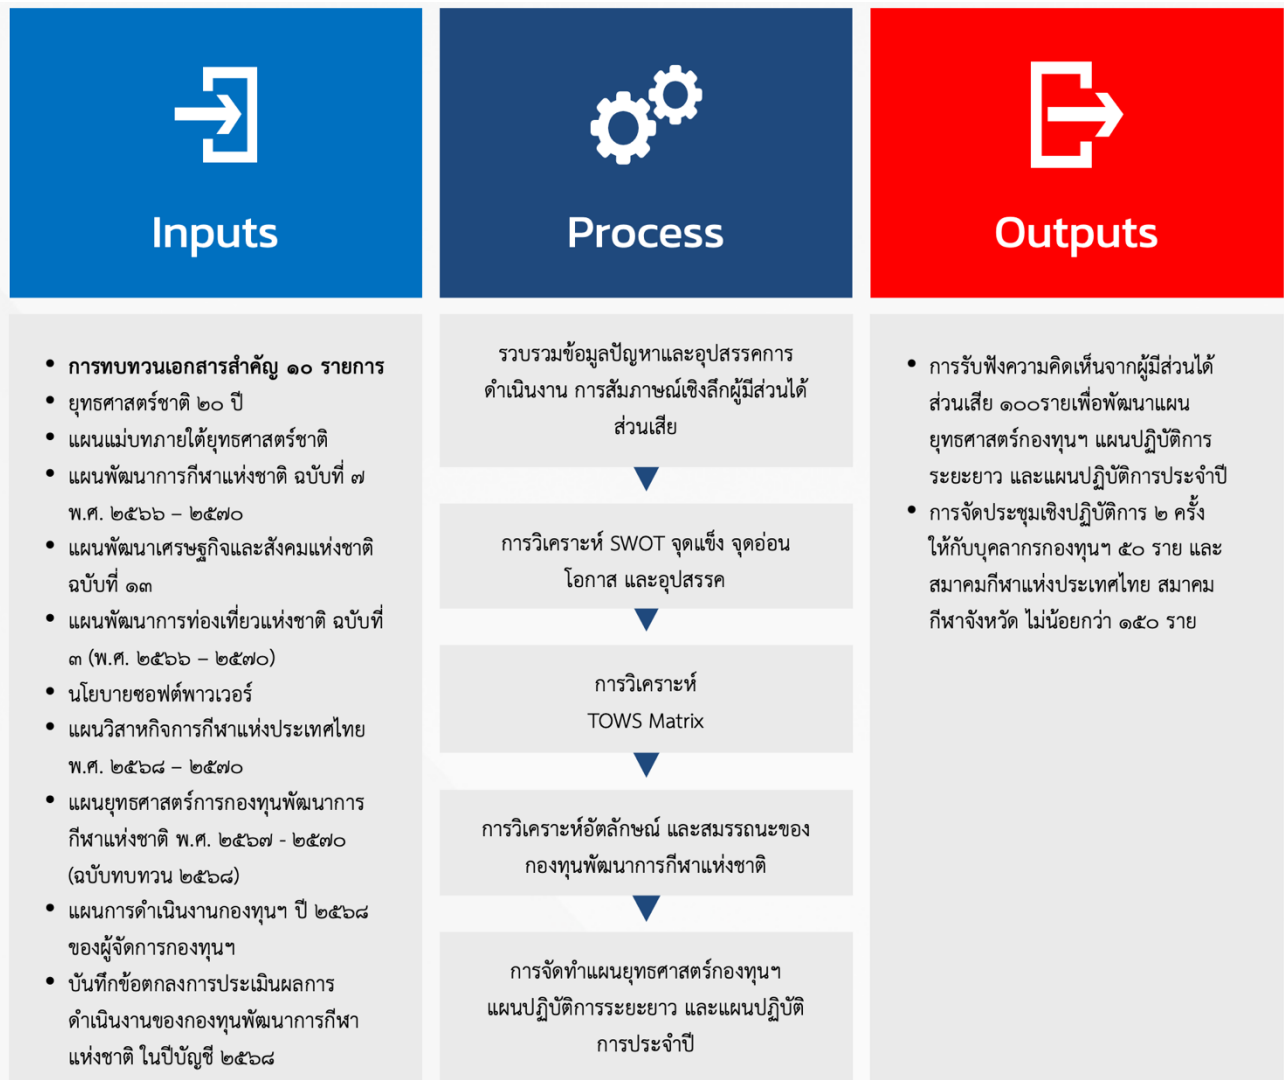 Inputs
• การทบทวนเอกสารสำคัญ ๑๐ รายการ
• ยุทธศาสตร์ชาติ ๒๐ ปี
• แผนแม่บทภายใต้ยุทธศาสตร์ชาติ
• แผนพัฒนาการกีฬาแห่งชาติ ฉบับที่ ๗
พ.ศ. ๒๕๖๖ – ๒๕๗๐
• แผนพัฒนาเศรษฐกิจและสังคมแห่งชาติ
ฉบับที่ ๑๓
• แผนพัฒนาการท่องเที่ยวแห่งชาติ ฉบับที่
๓ (พ.ศ. ๒๕๖๖ – ๒๕๗๐)
• นโยบายซอฟต์พาวเวอร์
• แผนวิสาหกิจการกีฬาแห่งประเทศไทย
พ.ศ. ๒๕๖๘ – ๒๕๗๐
• แผนยุทธศาสตร์การกองทุนพัฒนาการ
กีฬาแห่งชาติ พ.ศ. ๒๕๖๗ - ๒๕๗๐
(ฉบับทบทวน ๒๕๖๘)
• แผนการดำเนินงานกองทุนฯ ปี ๒๕๖๘
ของผู้จัดการกองทุนฯ
• บันทึกข้อตกลงการประเมินผลการ
ดำเนินงานของกองทุนพัฒนาการกีฬา
แห่งชาติ ในปีบัญชี ๒๕๖๘
Process
รวบรวมข้อมูลปัญหาและอุปสรรคการ
ดำเนินงาน การสัมภาษณ์เชิงลึกผู้มีส่วนได้
ส่วนเสีย
การวิเคราะห์ SWOT จุดแข็ง จุดอ่อน
โอกาส และอุปสรรค
การวิเคราะห์
TOWS Matrix
การวิเคราะห์อัตลักษณ์ และสมรรถนะของ
กองทุนพัฒนาการกีฬาแห่งชาติ
การจัดทำแผนยุทธศาสตร์กองทุนฯ
แผนปฏิบัติการระยะยาว และแผนปฏิบัติ
การประจำปี
Outputs
• การรับฟังความคิดเห็นจากผู้มีส่วนได้
ส่วนเสีย ๑๐๐รายเพื่อพัฒนาแผน
ยุทธศาสตร์กองทุนฯ แผนปฏิบัติการ
ระยะยาว และแผนปฏิบัติการประจำปี
• การจัดประชุมเชิงปฏิบัติการ ๒ ครั้ง
ให้กับบุคลากรกองทุนฯ ๕๐ ราย และ
สมาคมกีฬาแห่งประเทศไทย สมาคม
กีฬาจังหวัด ไม่น้อยกว่า ๑๕๐ ราย